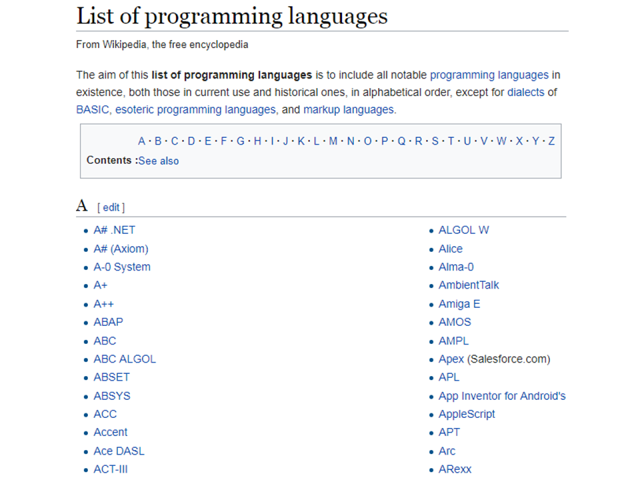 List of programming languages
From Wikipedia, the free encyclopedia
The aim of this list of programming languages is to include all notable programming languages in
existence, both those in current use and historical ones, in alphabetical order, except for dialects of
BASIC, esoteric programming languages, and markup languages.
A · B · C · D · E · F · G · H · I · J · K · L · M · N · O · P · Q · R · S · T · U · V · W · X · Y · Z
Contents :See also
A [ edit ]
• A# .NET
• A# (Axiom)
• A-0 System
• A+
• A++
• ABAP
• ABC
• ABC ALGOL
• ABSET
• ABSYS
• ACC
• Accent
• Ace DASL
• ACT-III
• ALGOL W
• Alice
• Alma-0
• AmbientTalk
• Amiga E
• AMOS
• AMPL
• Apex (Salesforce.com)
• APL
• App Inventor for Android's
• AppleScript
• APT
• Arc
• ARexx